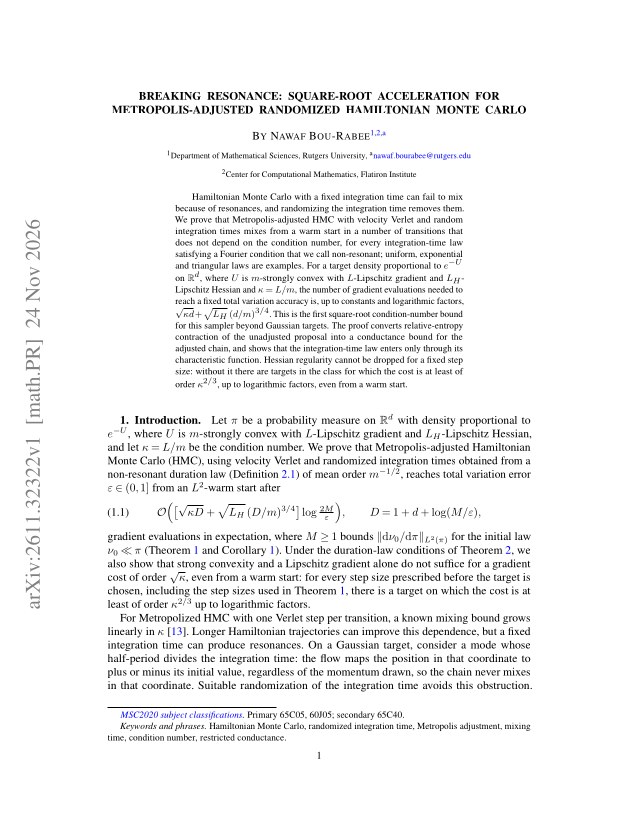 BREAKING RESONANCE: SQUARE-ROOT ACCELERATION FOR
METROPOLIS-ADJUSTED RANDOMIZED HAMILTONIAN MONTE CARLO
BY NAWAF BOU-RABEE1,2,a
1Department of Mathematical Sciences, Rutgers University, anawaf.bourabee@rutgers.edu
2Center for Computational Mathematics, Flatiron Institute
Hamiltonian Monte Carlo with a fixed integration time can fail to mix
because of resonances, and randomizing the integration time removes them.
We prove that Metropolis-adjusted HMC with velocity Verlet and random
integration times mixes from a warm start in a number of transitions that
does not depend on the condition number, for every integration-time law
satisfying a Fourier condition that we call non-resonant; uniform, exponential
and triangular laws are examples. For a target density proportional to e^{-U}
on ℝ^d, where U is m-strongly convex with L-Lipschitz gradient and L_H-
Lipschitz Hessian and κ = L/m, the number of gradient evaluations needed to
reach a fixed total variation accuracy is, up to constants and logarithmic factors,
√κd + √L_H (d/m)^{3/4}. This is the first square-root condition-number bound
for this sampler beyond Gaussian targets. The proof converts relative-entropy
contraction of the unadjusted proposal into a conductance bound for the
adjusted chain, and shows that the integration-time law enters only through its
characteristic function. Hessian regularity cannot be dropped for a fixed step
size: without it there are targets in the class for which the cost is at least of
order κ^{2/3}, up to logarithmic factors, even from a warm start.
1. Introduction. Let π be a probability measure on ℝ^d with density proportional to
e^{-U}, where U is m-strongly convex with L-Lipschitz gradient and L_H-Lipschitz Hessian,
and let κ = L/m be the condition number. We prove that Metropolis-adjusted Hamiltonian
Monte Carlo (HMC), using velocity Verlet and randomized integration times obtained from a
non-resonant duration law (Definition 2.1) of mean order m^{-1/2}, reaches total variation error
ε ∈ (0, 1] from an L²-warm start after
(1.1) 𝒪([√κD + √L_H (D/m)^{3/4}] log 2M/ε), D = 1 + d + log(M/ε),
gradient evaluations in expectation, where M ≥ 1 bounds ‖dν₀/dπ‖_{L²(π)} for the initial law
ν₀ ≪ π (Theorem 1 and Corollary 1). Under the duration-law conditions of Theorem 2, we
also show that strong convexity and a Lipschitz gradient alone do not suffice for a gradient
cost of order √κ, even from a warm start: for every step size prescribed before the target is
chosen, including the step sizes used in Theorem 1, there is a target on which the cost is at
least of order κ^{2/3} up to logarithmic factors.
For Metropolized HMC with one Verlet step per transition, a known mixing bound grows
linearly in κ [13]. Longer Hamiltonian trajectories can improve this dependence, but a fixed
integration time can produce resonances. On a Gaussian target, consider a mode whose
half-period divides the integration time: the flow maps the position in that coordinate to
plus or minus its initial value, regardless of the momentum drawn, so the chain never mixes
in that coordinate. Suitable randomization of the integration time avoids this obstruction.
MSC2020 subject classifications. Primary 65C05, 60J05; secondary 65C40.
Keywords and phrases. Hamiltonian Monte Carlo, randomized integration time, Metropolis adjustment, mixing
time, condition number, restricted conductance.
1
arXiv:2611.32322v1 [math.PR] 24 Nov 2026